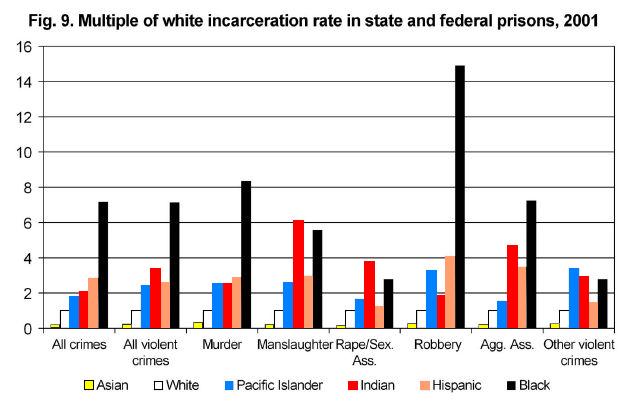 Fig. 9. Multiple of white incarceration rate in state and federal prisons, 2001
16
14
12
10
8
6
4
2
0
All crimes
All violent
crimes
Murder
Manslaughter
Rape/Sex.
Ass.
Robbery
Agg. Ass.
Other violent
crimes
Asian
White
Pacific Islander
Indian
Hispanic
Black